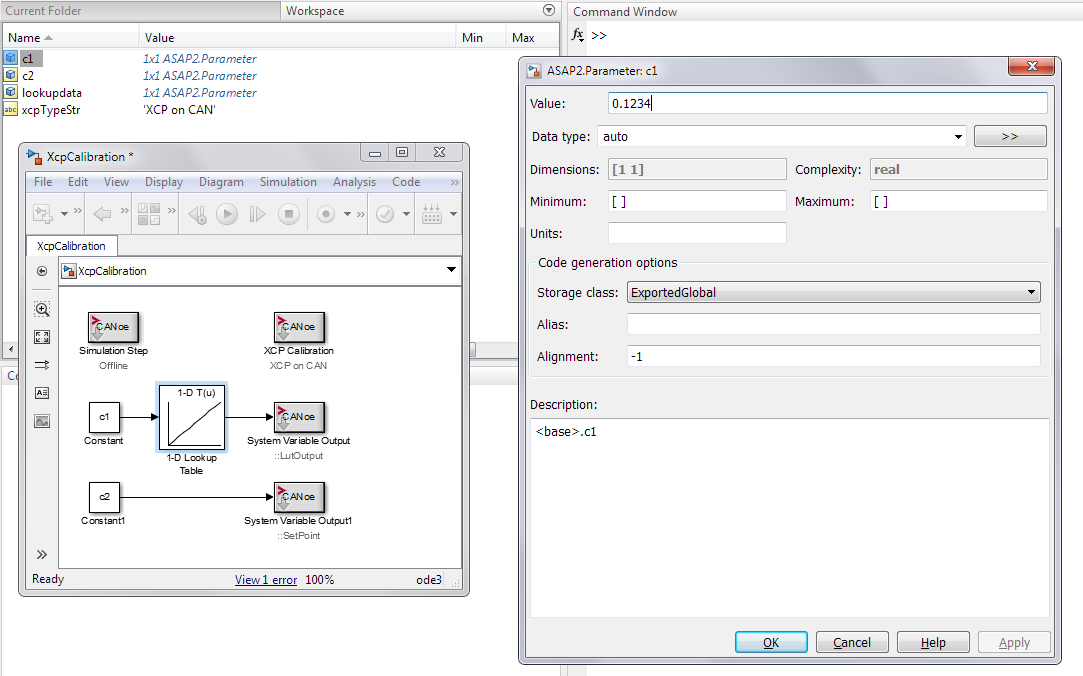 Current Folder
Workspace
Name Value Min Max
c1 1x1 ASAP2.Parameter
c2 1x1 ASAP2.Parameter
lookupdata 1x1 ASAP2.Parameter
abc xcpTypeStr 'XCP on CAN'
Command Window
fx >>
XcpCalibration *
File Edit View Display Diagram Simulation Analysis Code »
XcpCalibration
XcpCalibration
CANoe
Simulation Step
Offline
CANoe
XCP Calibration
XCP on CAN
c1
Constant
1-D T(u)
1-D Lookup
Table
CANoe
System Variable Output
::LutOutput
c2
Constant1
CANoe
System Variable Output1
::SetPoint
Ready View 1 error 100% ode3
ASAP2.Parameter: c1
Value: 0.1234
Data type: auto >>
Dimensions: [1 1] Complexity: real
Minimum: [ ] Maximum: [ ]
Units:
Code generation options
Storage class: ExportedGlobal
Alias:
Alignment: -1
Description:
<base>.c1
OK Cancel Help Apply